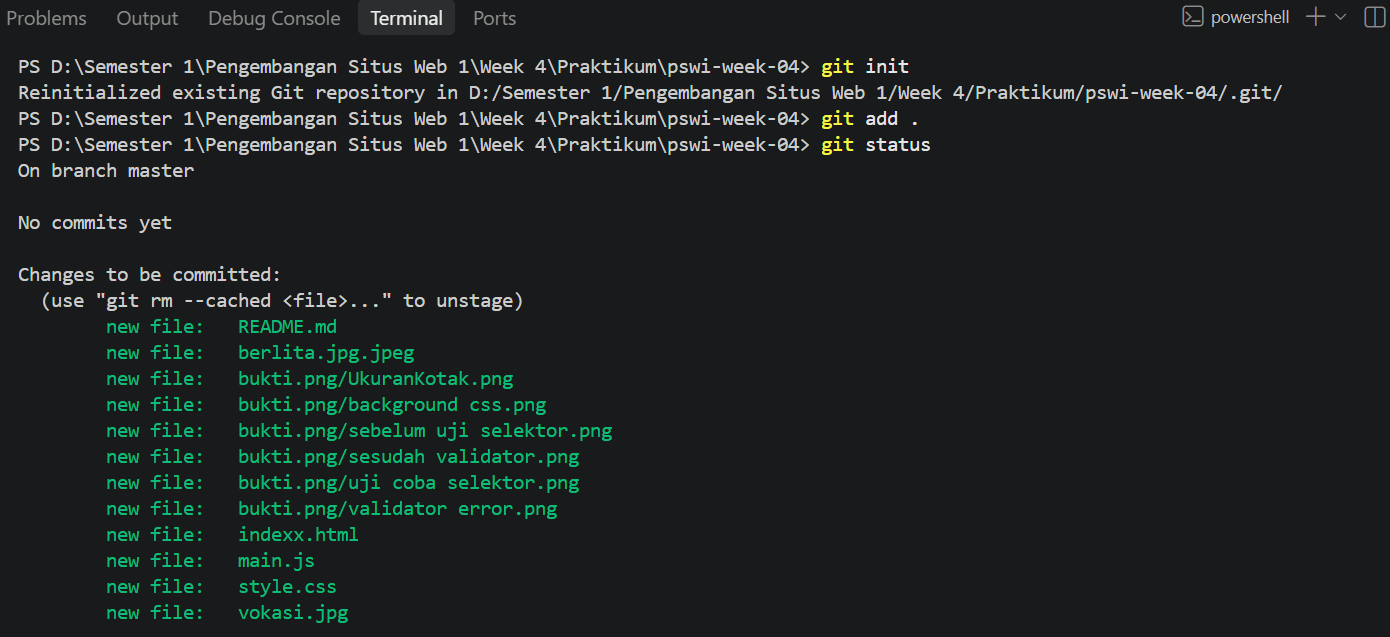 Problems Output Debug Console Terminal Ports powershell
PS D:\Semester 1\Pengembangan Situs Web 1\Week 4\Praktikum\pswi-week-04> git init
Reinitialized existing Git repository in D:/Semester 1/Pengembangan Situs Web 1/Week 4/Praktikum/pswi-week-04/.git/
PS D:\Semester 1\Pengembangan Situs Web 1\Week 4\Praktikum\pswi-week-04> git add .
PS D:\Semester 1\Pengembangan Situs Web 1\Week 4\Praktikum\pswi-week-04> git status
On branch master
No commits yet
Changes to be committed:
(use "git rm --cached <file>..." to unstage)
new file: README.md
new file: berlita.jpg.jpeg
new file: bukti.png/UkuranKotak.png
new file: bukti.png/background css.png
new file: bukti.png/sebelum uji selektor.png
new file: bukti.png/sesudah validator.png
new file: bukti.png/uji coba selektor.png
new file: bukti.png/validator error.png
new file: indexx.html
new file: main.js
new file: style.css
new file: vokasi.jpg